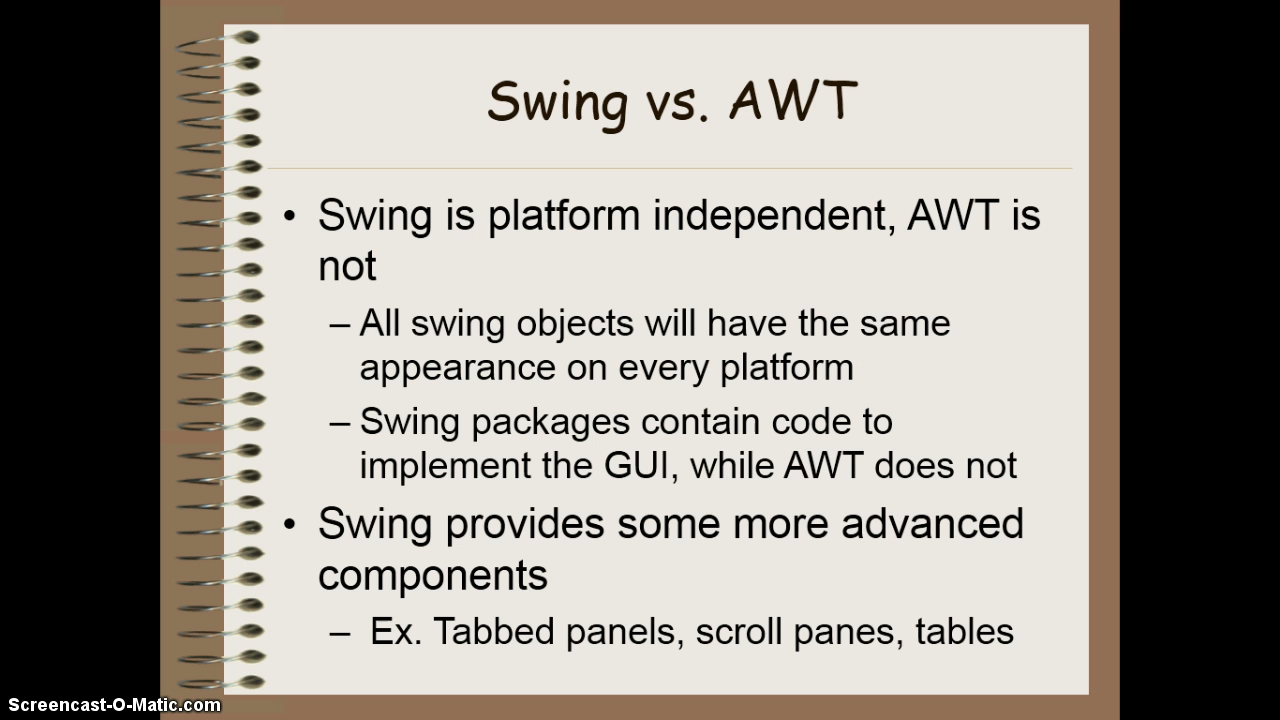 Swing vs. AWT
• Swing is platform independent, AWT is
not
– All swing objects will have the same
appearance on every platform
– Swing packages contain code to
implement the GUI, while AWT does not
• Swing provides some more advanced
components
– Ex. Tabbed panels, scroll panes, tables
Screencast-O-Matic.com